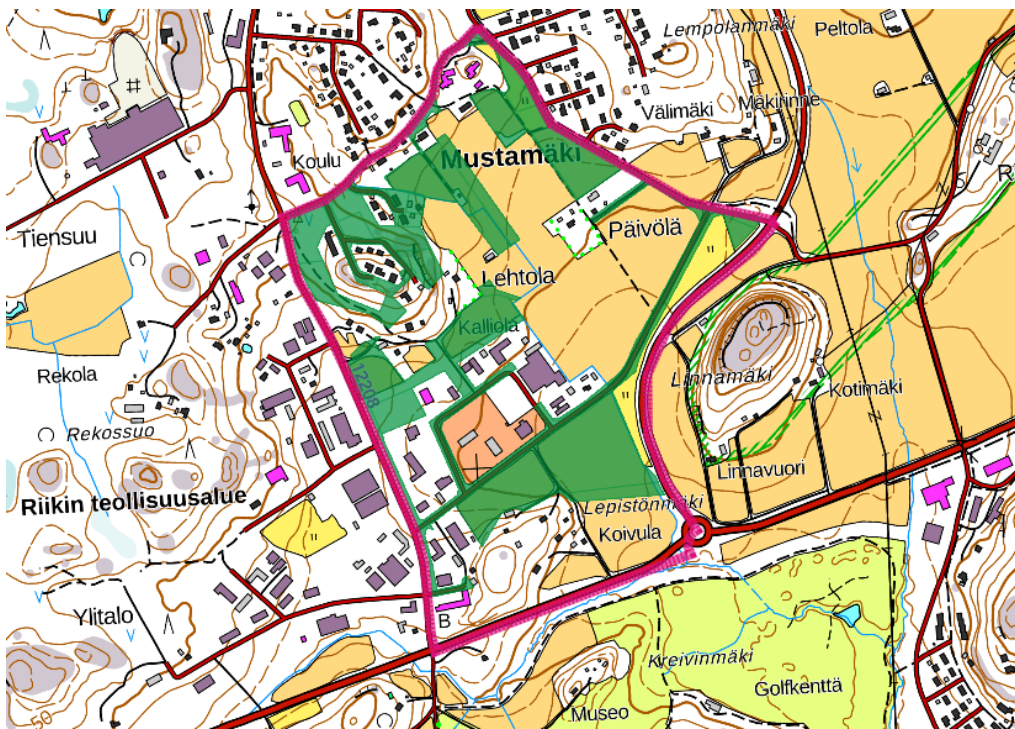 Lempolanmäki
Peltola
Välimäki
Mäkirinne
Koulu
Mustamäki
R
Tiensuu
Päivölä
Lehtola
Kalliola
12208
Rekola
Linnamäki
Kotimäki
Rekossuo
Linnavuori
Riikin teollisuusalue
Lepistönmäki
Koivula
Ylitalo
B
Kreivinmäki
Golfkenttä
Museo
50